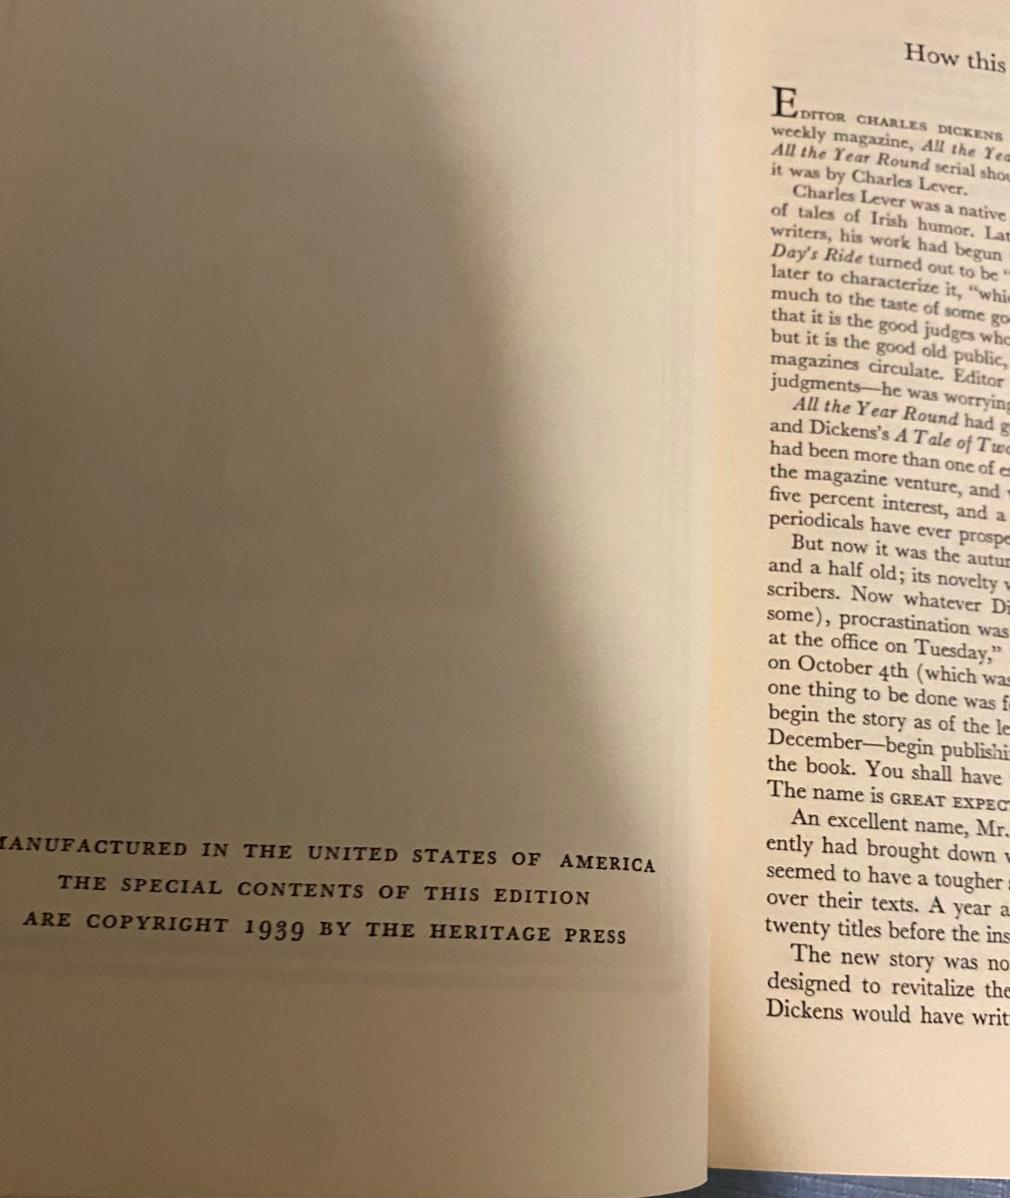 MANUFACTURED IN THE UNITED STATES OF AMERICA
THE SPECIAL CONTENTS OF THIS EDITION
ARE COPYRIGHT 1939 BY THE HERITAGE PRESS
How this
EDITOR CHARLES DICKENS
weekly magazine, All the Yea
All the Year Round serial shou
it was by Charles Lever.
Charles Lever was a native
of tales of Irish humor. Lat
writers, his work had begun
Day's Ride turned out to be “
later to characterize it, “whi
much to the taste of some go
that it is the good judges who
but it is the good old public,
magazines circulate. Editor
judgments—he was worrying
All the Year Round had g
and Dickens's A Tale of Two
had been more than one of e
the magazine venture, and
five percent interest, and a
periodicals have ever prospe
But now it was the autum
and a half old; its novelty
scribers. Now whatever Di
some), procrastination was
at the office on Tuesday,”
on October 4th (which was
one thing to be done was f
begin the story as of the le
December—begin publishi
the book. You shall have
The name is GREAT EXPEC
An excellent name, Mr.
ently had brought down
seemed to have a tougher
over their texts. A year a
twenty titles before the ins
The new story was no
designed to revitalize the
Dickens would have writ